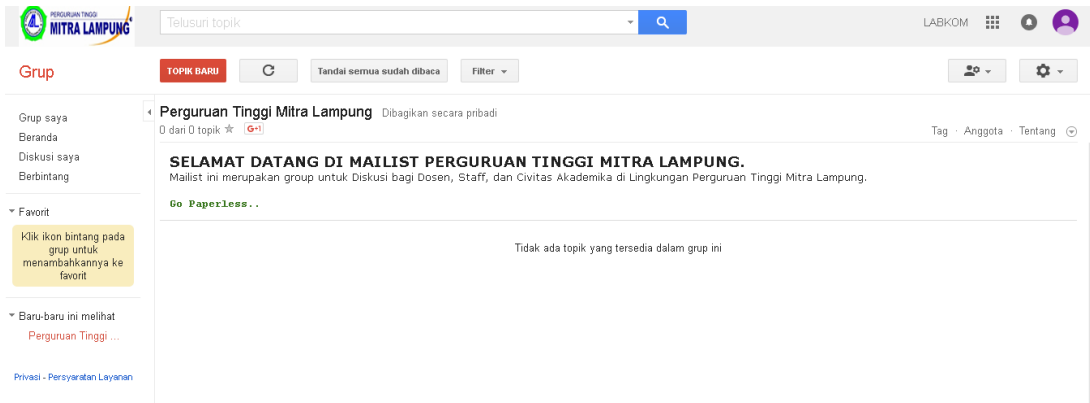 PERGURUAN TINGGI
MITRA LAMPUNG
Telusuri topik
LABKOM
Grup
TOPIK BARU
Tandai semua sudah dibaca
Filter
Grup saya
Beranda
Diskusi saya
Berbintang
Favorit
Klik ikon bintang pada
grup untuk
menambahkannya ke
favorit
Baru-baru ini melihat
Perguruan Tinggi ...
Privasi - Persyaratan Layanan
Perguruan Tinggi Mitra Lampung Dibagikan secara pribadi
0 dari 0 topik G+1
Tag · Anggota · Tentang
SELAMAT DATANG DI MAILIST PERGURUAN TINGGI MITRA LAMPUNG.
Mailist ini merupakan group untuk Diskusi bagi Dosen, Staff, dan Civitas Akademika di Lingkungan Perguruan Tinggi Mitra Lampung.
Go Paperless..
Tidak ada topik yang tersedia dalam grup ini